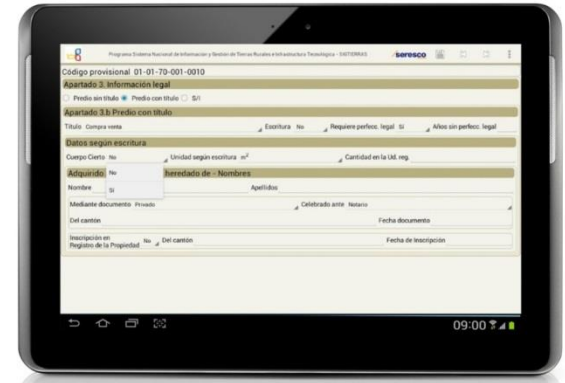 Programa Sistema Nacional de Información y Gestión de Tierras Rurales e Infraestructura Tecnológica - SIGTIERRAS seresco
Código provisional 01-01-70-001-0010
Apartado 3. Información legal
Predio sin título Predio con título S/I
Apartado 3.b Predio con título
Título Compra venta Escritura No Requiere perfecc. legal Si Años sin perfecc. legal
Datos según escritura
Cuerpo Cierto No Unidad según escritura m² Cantidad en la Ud. reg.
Adquirido No heredado de - Nombres
Si
Nombre Apellidos
Mediante documento Privado Celebrado ante Notario
Del cantón Fecha documento
Inscripción en
Registro de la Propiedad No Del cantón Fecha de Inscripción
09:00